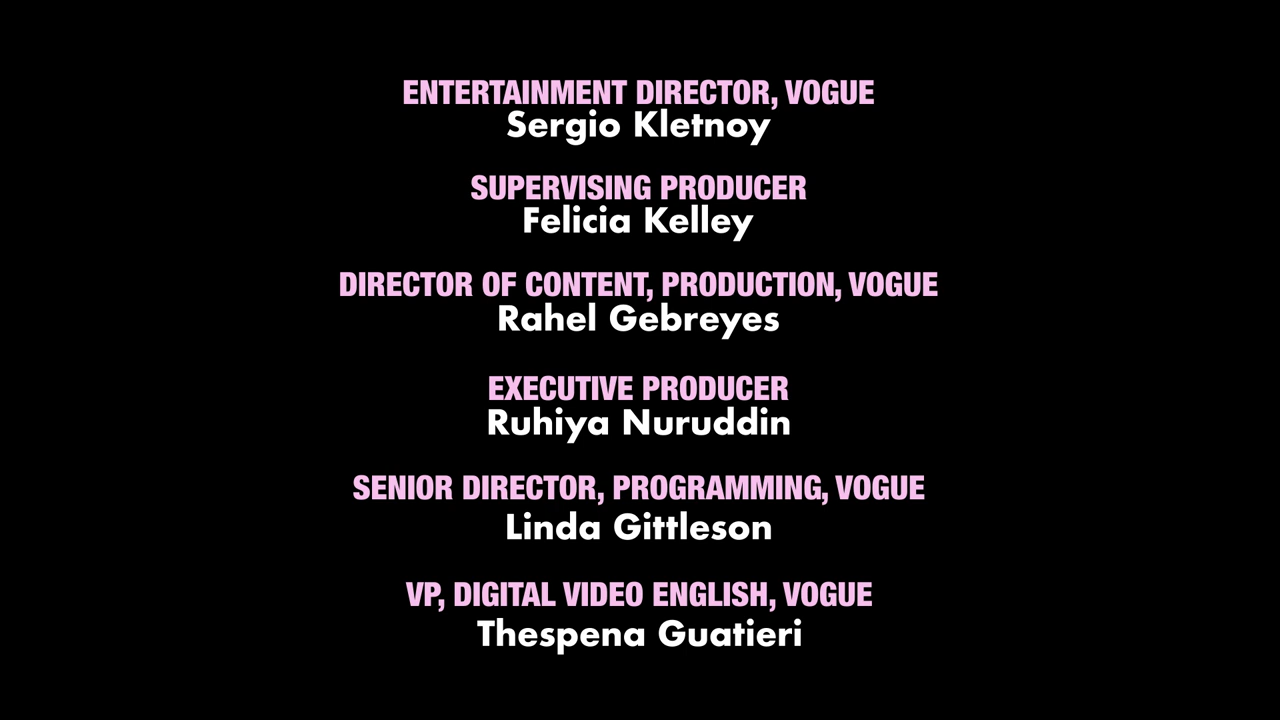 ENTERTAINMENT DIRECTOR, VOGUE
Sergio Kletnoy
SUPERVISING PRODUCER
Felicia Kelley
DIRECTOR OF CONTENT, PRODUCTION, VOGUE
Rahel Gebreyes
EXECUTIVE PRODUCER
Ruhiya Nuruddin
SENIOR DIRECTOR, PROGRAMMING, VOGUE
Linda Gittleson
VP, DIGITAL VIDEO ENGLISH, VOGUE
Thespena Guatieri